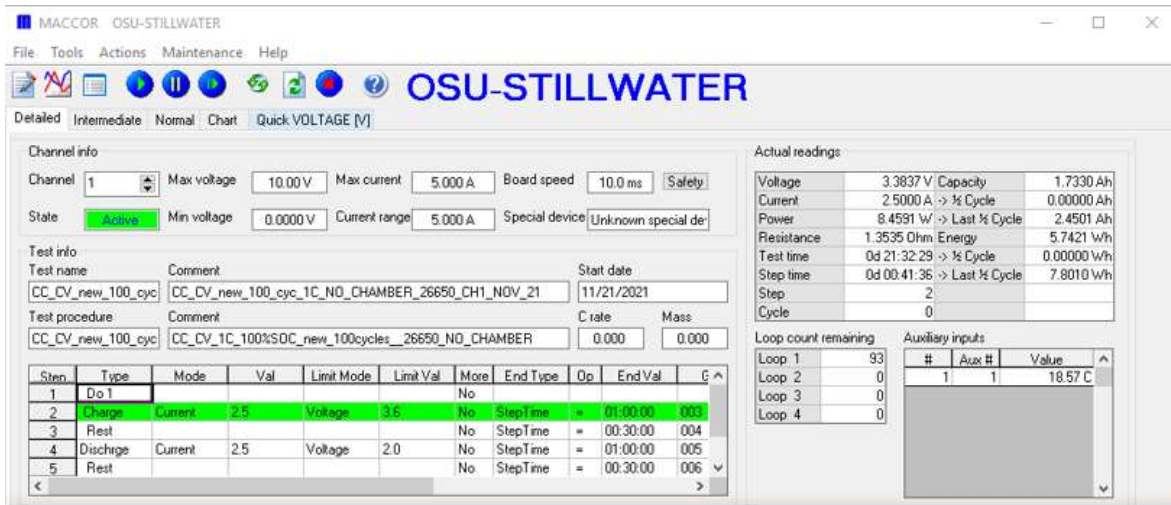 MACCOR OSU-STILLWATER
File Tools Actions Maintenance Help
OSU-STILLWATER
Detailed Intermediate Normal Chart Quick VOLTAGE [V]
Channel info
Channel 1 Max voltage 10.00 V Max current 5.000 A Board speed 10.0 ms Safety
State Active Min voltage 0.0000 V Current range 5.000 A Special device Unknown special de
Test info
Test name Comment Start date
CC_CV_new_100_cyc CC_CV_new_100_cyc_1C_NO_CHAMBER_26650_CH1_NOV_21 11/21/2021
Test procedure Comment C rate Mass
CC_CV_new_100_cyc CC_CV_1C_100%SOC_new_100cycles__26650_NO_CHAMBER 0.000 0.000
Step Type Mode Val Limit Mode Limit Val More End Type Op End Val G
1 Do 1 No
2 Charge Current 2.5 Voltage 3.6 No StepTime = 01:00:00 003
3 Rest No StepTime = 00:30:00 004
4 Dischrge Current 2.5 Voltage 2.0 No StepTime = 01:00:00 005
5 Rest No StepTime = 00:30:00 006
Actual readings
Voltage 3.3837 V Capacity 1.7330 Ah
Current 2.5000 A -> ½ Cycle 0.00000 Ah
Power 8.4591 W -> Last ½ Cycle 2.4501 Ah
Resistance 1.3535 Ohm Energy 5.7421 Wh
Test time 0d 21:32:29 -> ½ Cycle 0.00000 Wh
Step time 0d 00:41:36 -> Last ½ Cycle 7.8010 Wh
Step 2
Cycle 0
Loop count remaining
Loop 1 93
Loop 2 0
Loop 3 0
Loop 4 0
Auxiliary inputs
# Aux # Value
1 1 18.57 C